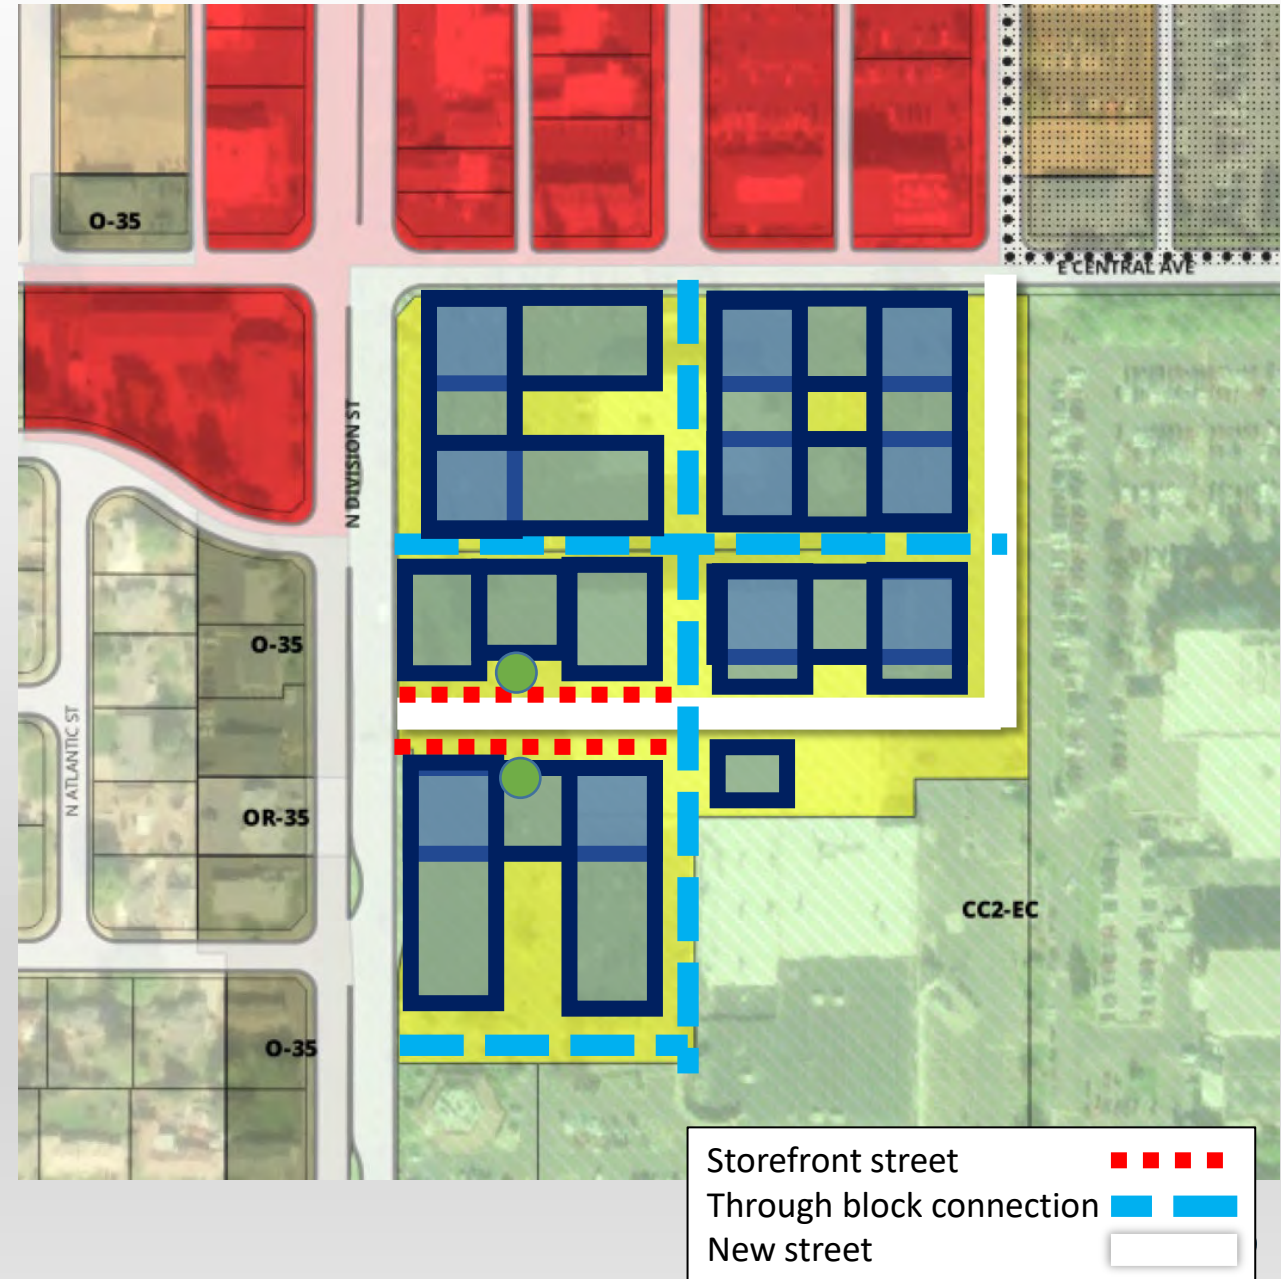 O-35
E CENTRAL AVE
N DIVISION ST
O-35
N ATLANTIC ST
OR-35
CC2-EC
O-35
Storefront street
Through block connection
New street